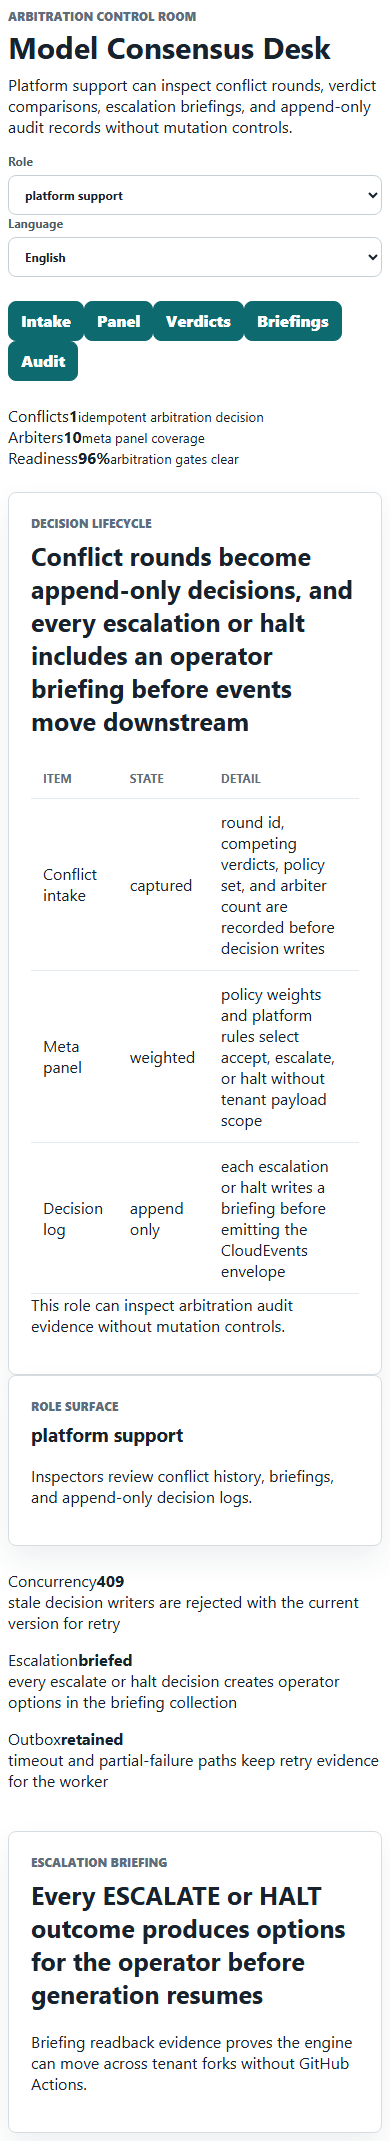 ARBITRATION CONTROL ROOM
Model Consensus Desk
Platform support can inspect conflict rounds, verdict
comparisons, escalation briefings, and append-only
audit records without mutation controls.
Role
platform support
Language
English
Intake Panel Verdicts Briefings
Audit
Conflicts1idempotent arbitration decision
Arbiters10meta panel coverage
Readiness96%arbitration gates clear
DECISION LIFECYCLE
Conflict rounds become
append-only decisions, and
every escalation or halt
includes an operator
briefing before events
move downstream
ITEM STATE DETAIL
round id,
competing
verdicts, policy
Conflict intake captured set, and arbiter
count are
recorded before
decision writes
policy weights
and platform
rules select
Meta panel weighted accept, escalate,
or halt without
tenant payload
scope
each escalation
or halt writes a
Decision log append only briefing before
emitting the
CloudEvents
envelope
This role can inspect arbitration audit
evidence without mutation controls.
ROLE SURFACE
platform support
Inspectors review conflict history, briefings,
and append-only decision logs.
Concurrency409
stale decision writers are rejected with the current
version for retry
Escalationbriefed
every escalate or halt decision creates operator
options in the briefing collection
Outboxretained
timeout and partial-failure paths keep retry evidence
for the worker
ESCALATION BRIEFING
Every ESCALATE or HALT
outcome produces options
for the operator before
generation resumes
Briefing readback evidence proves the engine
can move across tenant forks without GitHub
Actions.